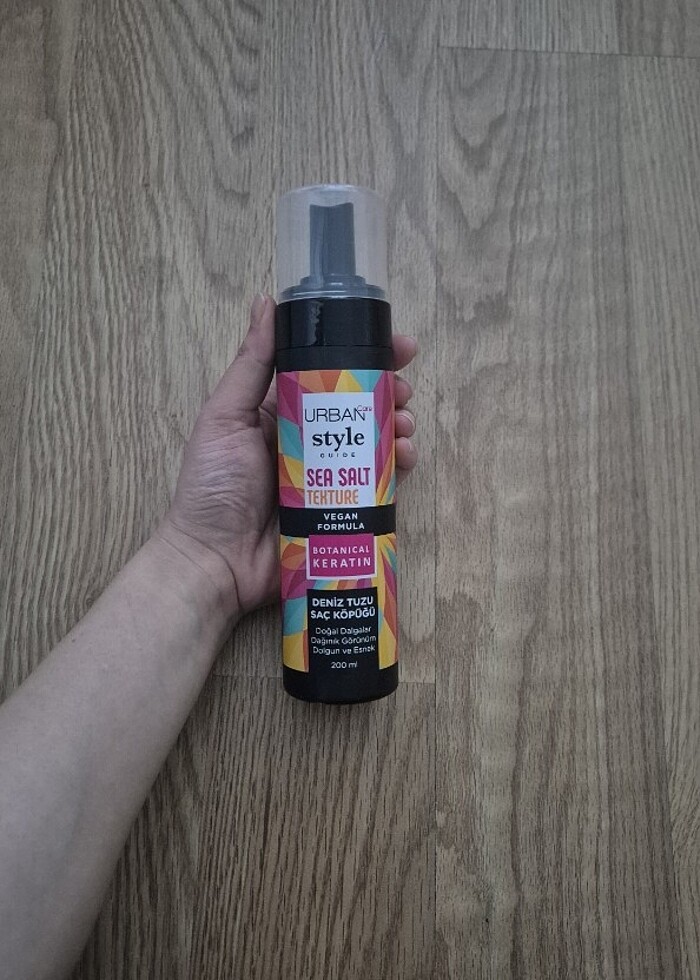 URBAN Care
style
GUIDE
SEA SALT
TEXTURE
VEGAN
FORMULA
BOTANICAL
KERATIN
DENİZ TUZU
SAÇ KÖPÜĞÜ
Doğal Dalgalar
Dağınık Görünüm
Dolgun ve Esnek
200 ml